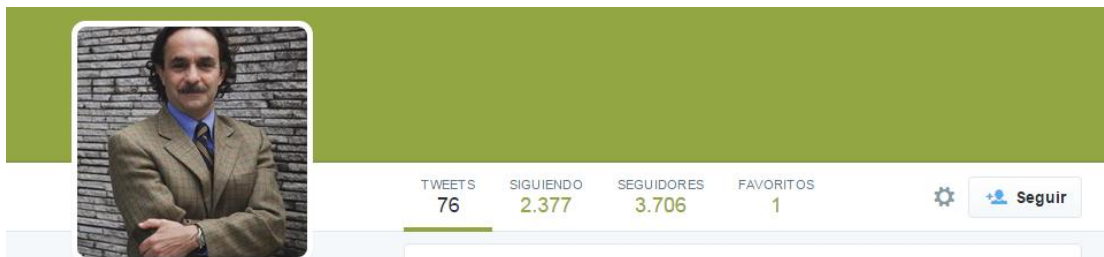 TWEETS SIGUIENDO SEGUIDORES FAVORITOS
76 2.377 3.706 1
Seguir